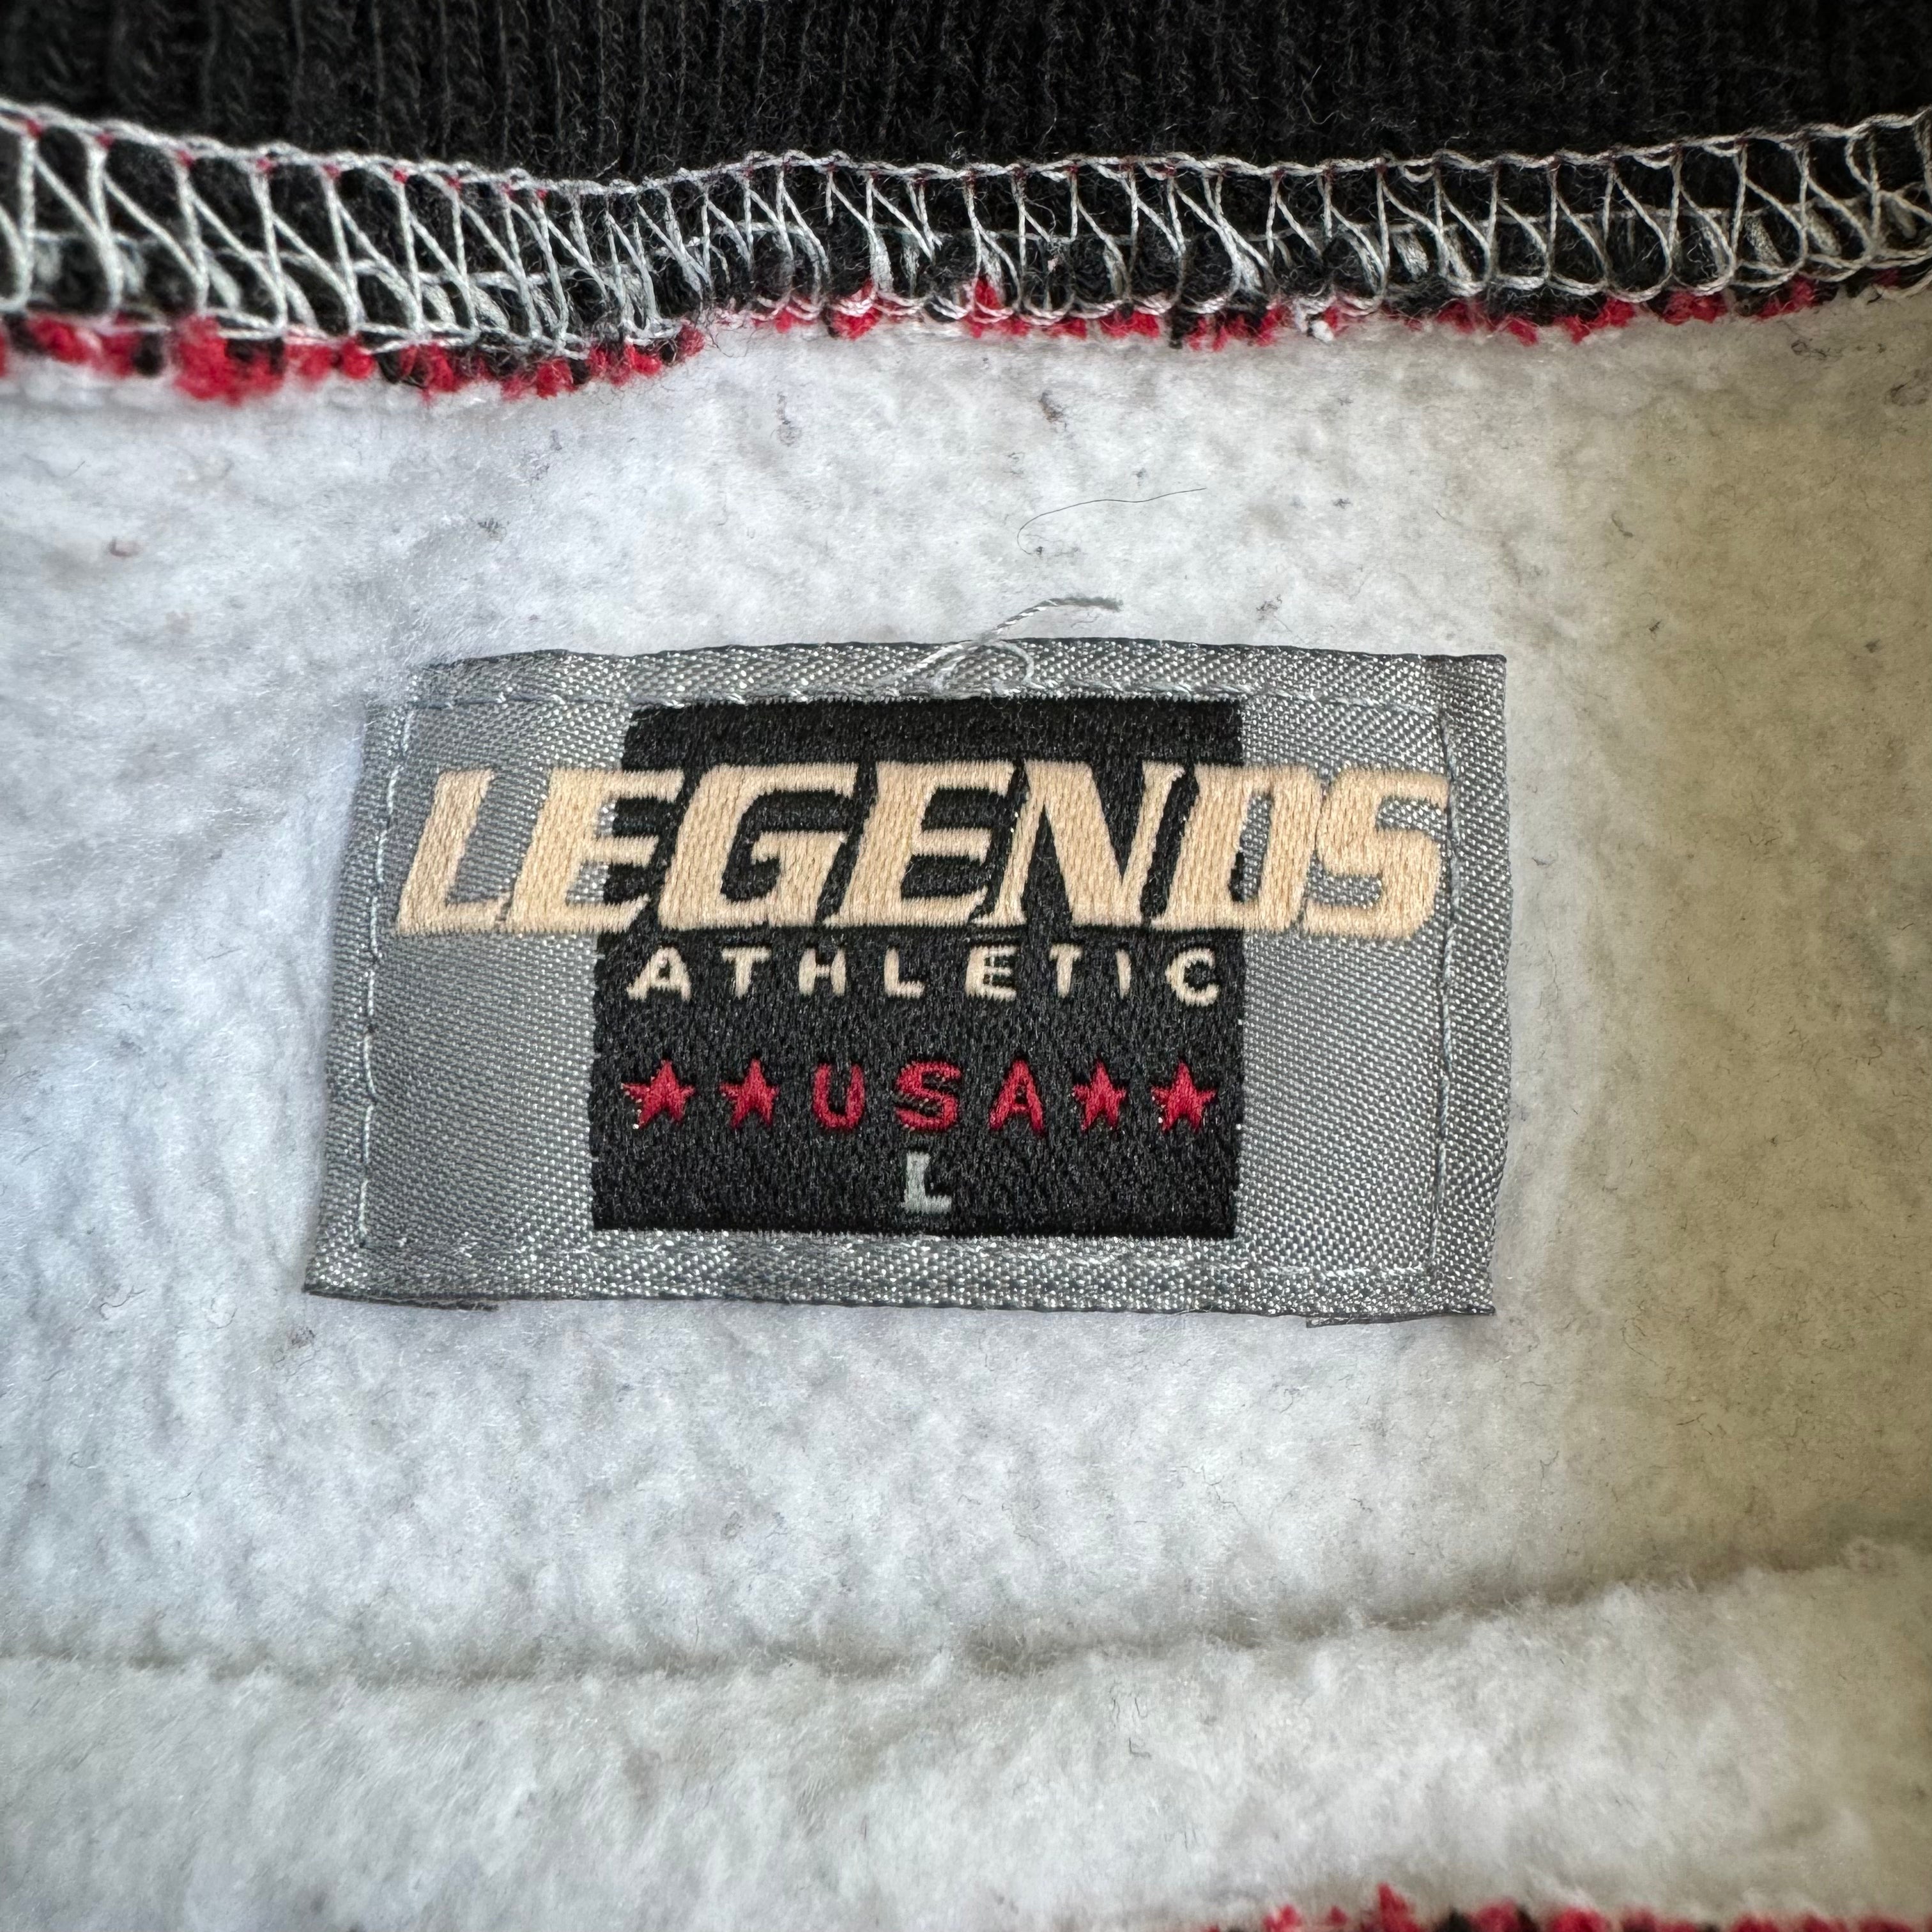 LEGENDS
ATHLETIC
★★USA★★
L